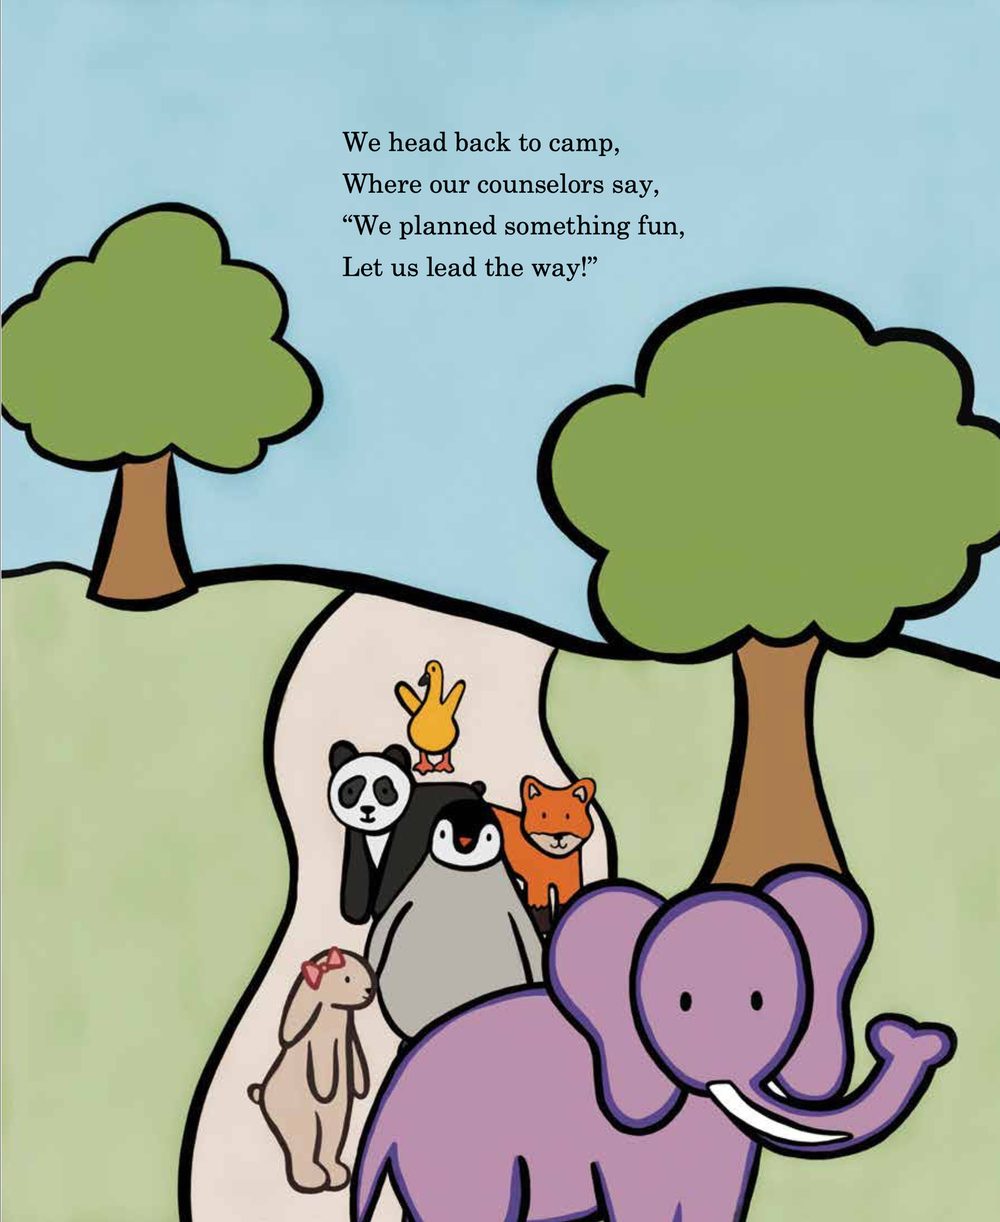 We head back to camp,
Where our counselors say,
“We planned something fun,
Let us lead the way!”